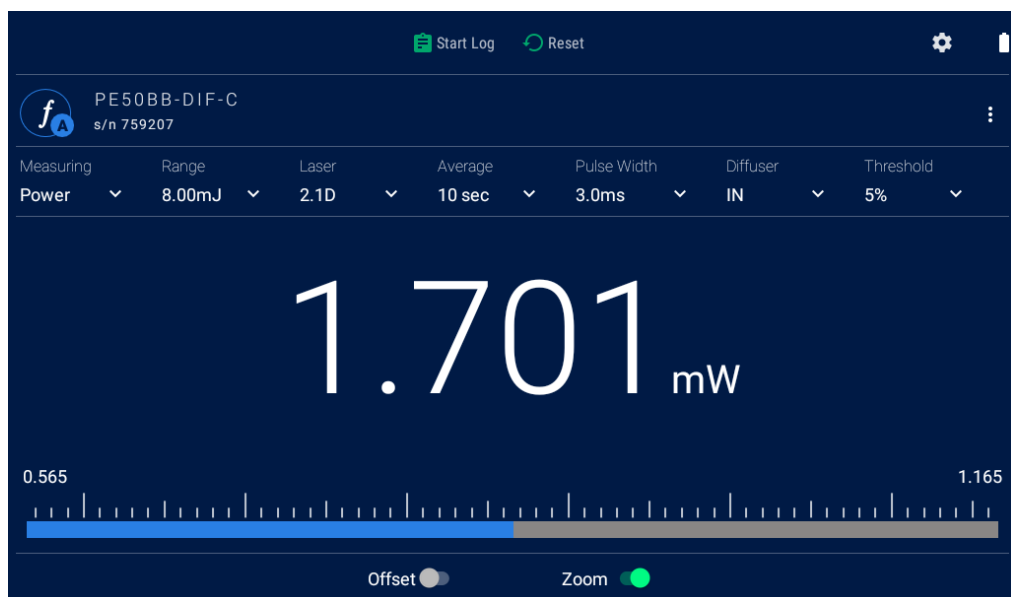 Start Log Reset
PE50BB-DIF-C
f A
s/n 759207
Measuring Range Laser Average Pulse Width Diffuser Threshold
Power 8.00mJ 2.1D 10 sec 3.0ms IN 5%
1.701 mW
0.565 1.165
Offset Zoom